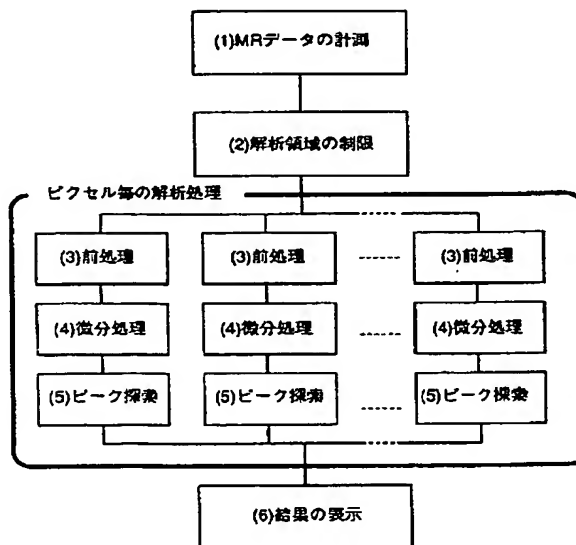 (1)MRデータの計測
(2)解析領域の制限
ピクセル毎の解析処理
(3)前処理
(3)前処理
(3)前処理
(4)微分処理
(4)微分処理
(4)微分処理
(5)ピーク探索
(5)ピーク探索
(5)ピーク探索
(6)結果の表示